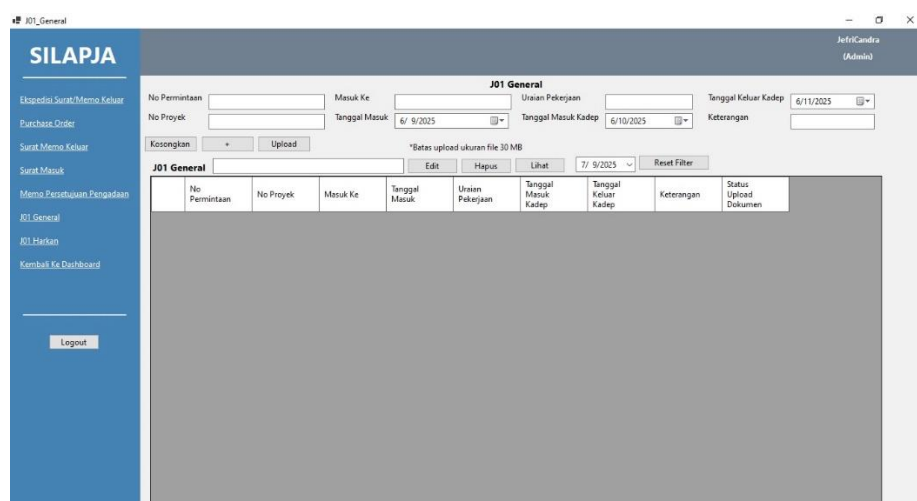 J01_General
SILAPJA
JefriCandra
(Admin)
Ekspedisi Surat/Memo Keluar
Purchase Order
Surat Memo Keluar
Surat Masuk
Memo Persetujuan Pengadaan
J01 General
J01 Harkan
Kembali Ke Dashboard
Logout
J01 General
No Permintaan
Masuk Ke
Uraian Pekerjaan
Tanggal Keluar Kadep 6/11/2025
No Proyek
Tanggal Masuk 6/ 9/2025
Tanggal Masuk Kadep 6/10/2025
Keterangan
Kosongkan + Upload
*Batas upload ukuran file 30 MB
J01 General Edit Hapus Lihat 7/ 9/2025 Reset Filter
No Permintaan
No Proyek
Masuk Ke
Tanggal Masuk
Uraian Pekerjaan
Tanggal Masuk Kadep
Tanggal Keluar Kadep
Keterangan
Status Upload Dokumen